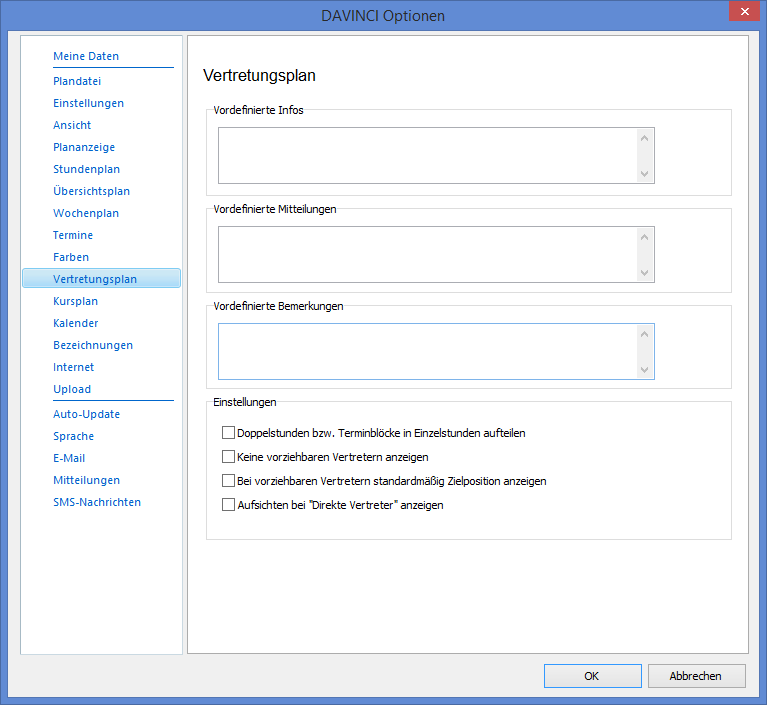 DAVINCI Optionen
Meine Daten
Plandatei
Einstellungen
Ansicht
Plananzeige
Stundenplan
Übersichtsplan
Wochenplan
Termine
Farben
Vertretungsplan
Kursplan
Kalender
Bezeichnungen
Internet
Upload
Auto-Update
Sprache
E-Mail
Mitteilungen
SMS-Nachrichten
Vertretungsplan
Vordefinierte Infos
Vordefinierte Mitteilungen
Vordefinierte Bemerkungen
Einstellungen
Doppelstunden bzw. Terminblöcke in Einzelstunden aufteilen
Keine vorziehbaren Vertretern anzeigen
Bei vorziehbaren Vertretern standardmäßig Zielposition anzeigen
Aufsichten bei "Direkte Vertreter" anzeigen
OK
Abbrechen